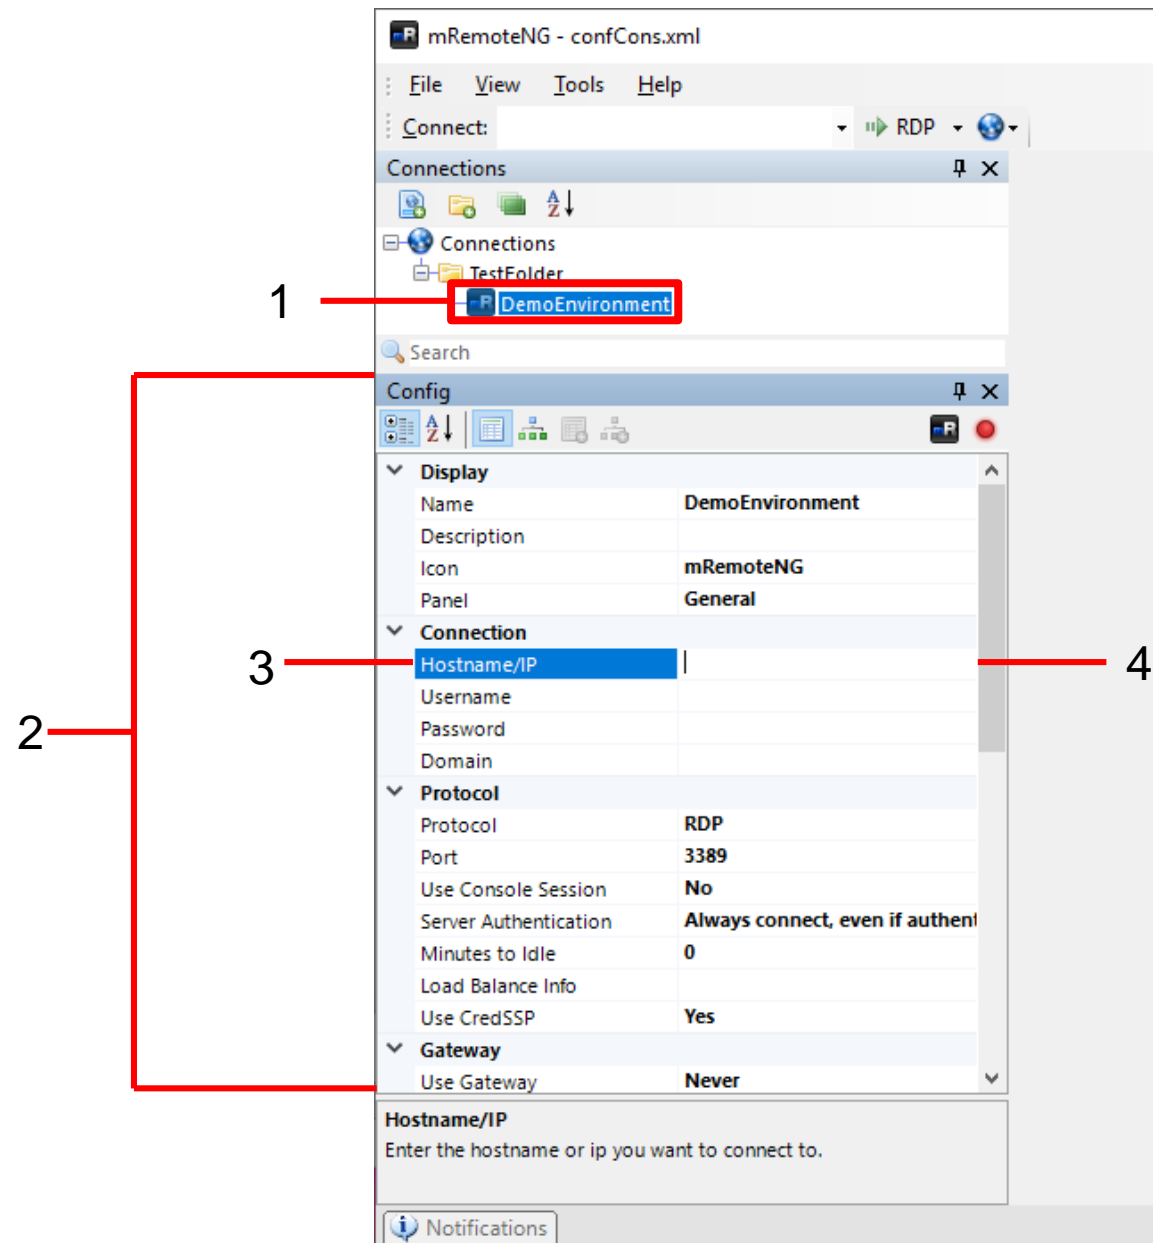 mRemoteNG - confCons.xml
File View Tools Help
Connect: RDP
Connections
Connections
TestFolder
1 DemoEnvironment
Search
Config
Display
Name DemoEnvironment
Description
Icon mRemoteNG
Panel General
Connection
3 Hostname/IP 4
Username
2
Password
Domain
Protocol
Protocol RDP
Port 3389
Use Console Session No
Server Authentication Always connect, even if authent
Minutes to Idle 0
Load Balance Info
Use CredSSP Yes
Gateway
Use Gateway Never
Hostname/IP
Enter the hostname or ip you want to connect to.
Notifications